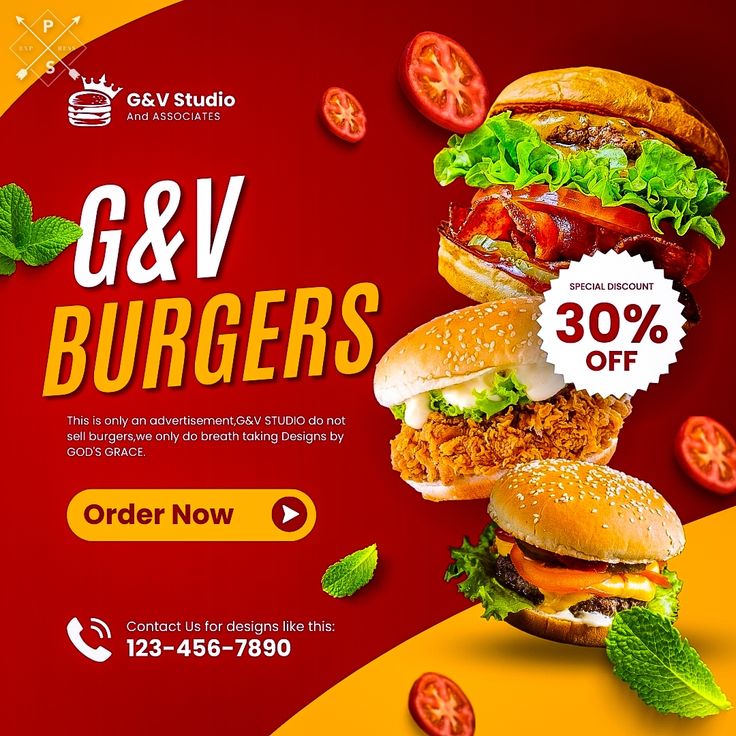 P
EXP RESS
S
G&V Studio
And ASSOCIATES
G&V
BURGERS
This is only an advertisement,G&V STUDIO do not
sell burgers,we only do breath taking Designs by
GOD'S GRACE.
Order Now
Contact Us for designs like this:
123-456-7890
SPECIAL DISCOUNT
30%
OFF